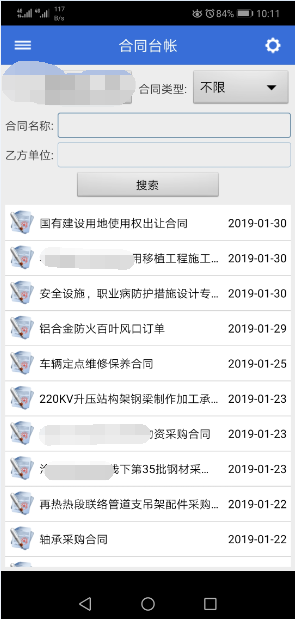 117
B/s
84%
10:11
合同台帐
合同类型: 不限
合同名称:
乙方单位:
搜索
国有建设用地使用权出让合同 2019-01-30
用移植工程施工... 2019-01-30
安全设施，职业病防护措施设计专... 2019-01-30
铝合金防火百叶风口订单 2019-01-29
车辆定点维修保养合同 2019-01-25
220KV升压站构架钢梁制作加工承... 2019-01-23
物资采购合同 2019-01-23
线下第35批钢材采... 2019-01-23
再热热段联络管道支吊架配件采购... 2019-01-22
轴承采购合同 2019-01-22